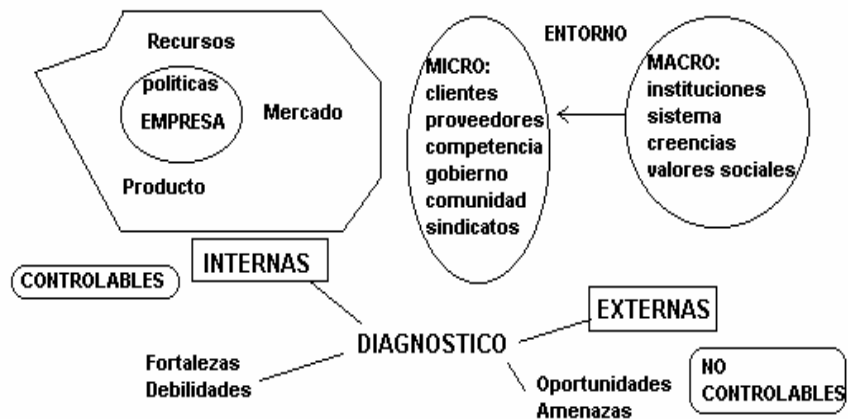 Recursos
politicas
EMPRESA
Mercado
Producto
ENTORNO
MICRO:
clientes
proveedores
competencia
gobierno
comunidad
sindicatos
MACRO:
instituciones
sistema
creencias
valores sociales
INTERNAS
CONTROLABLES
EXTERNAS
DIAGNOSTICO
Fortalezas
Debilidades
Oportunidades
Amenazas
NO
CONTROLABLES